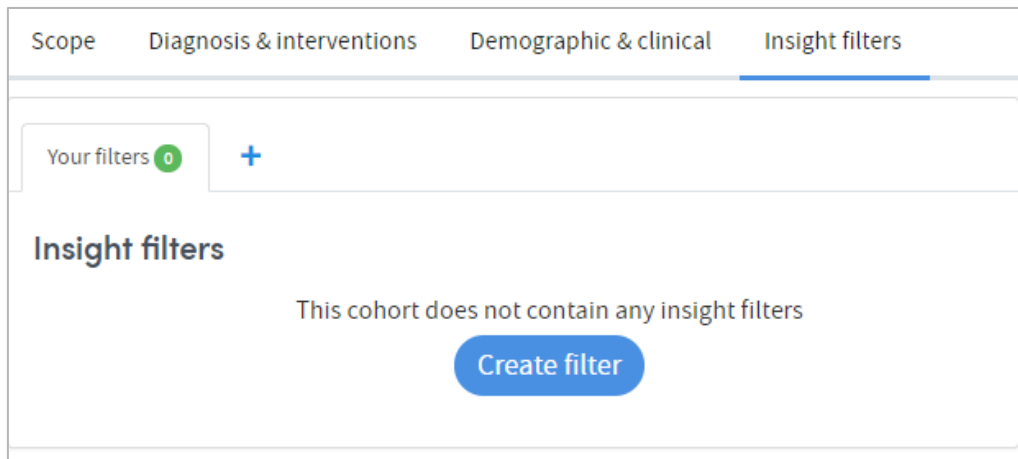 Scope Diagnosis & interventions Demographic & clinical Insight filters
Your filters 0 +
Insight filters
This cohort does not contain any insight filters
Create filter